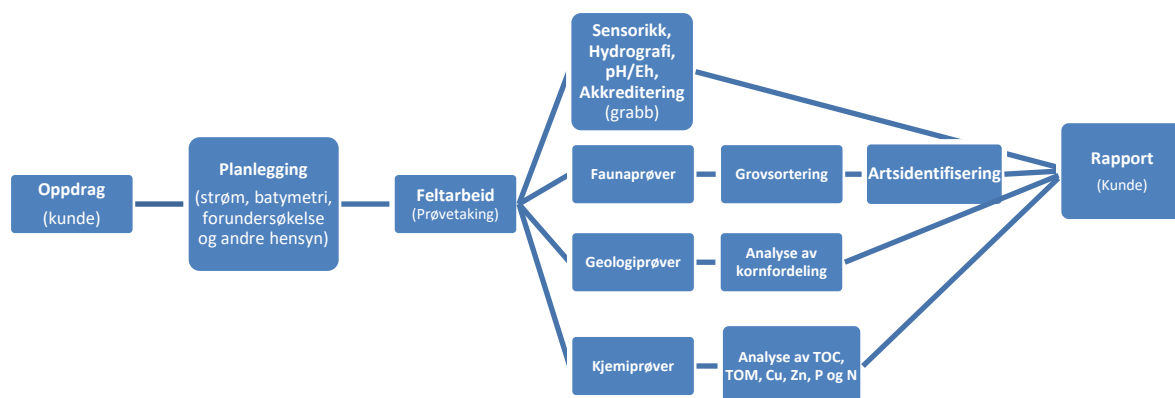 Oppdrag
(kunde)
Planlegging
(strøm, batymetri,
forundersøkelse
og andre hensyn)
Feltarbeid
(Prøvetaking)
Sensorikk,
Hydrografi,
pH/Eh,
Akkreditering
(grabb)
Faunaprøver
Grovsortering
Artsidentifisering
Geologiprøver
Analyse av
kornfordeling
Kjemiprøver
Analyse av TOC,
TOM, Cu, Zn, P og N
Rapport
(Kunde)